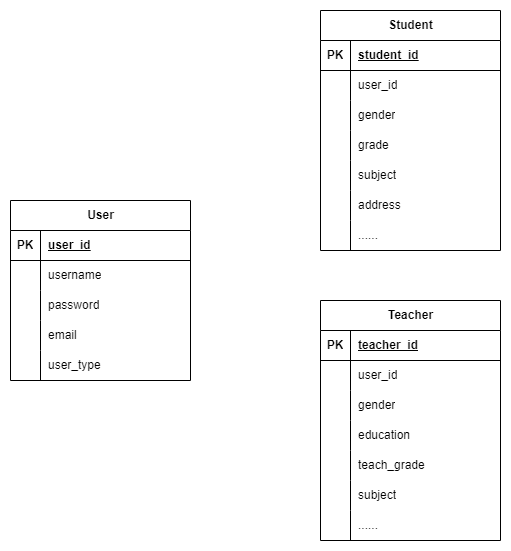 Student
PK student_id
user_id
gender
grade
subject
address
......
User
PK user_id
username
password
email
user_type
Teacher
PK teacher_id
user_id
gender
education
teach_grade
subject
......